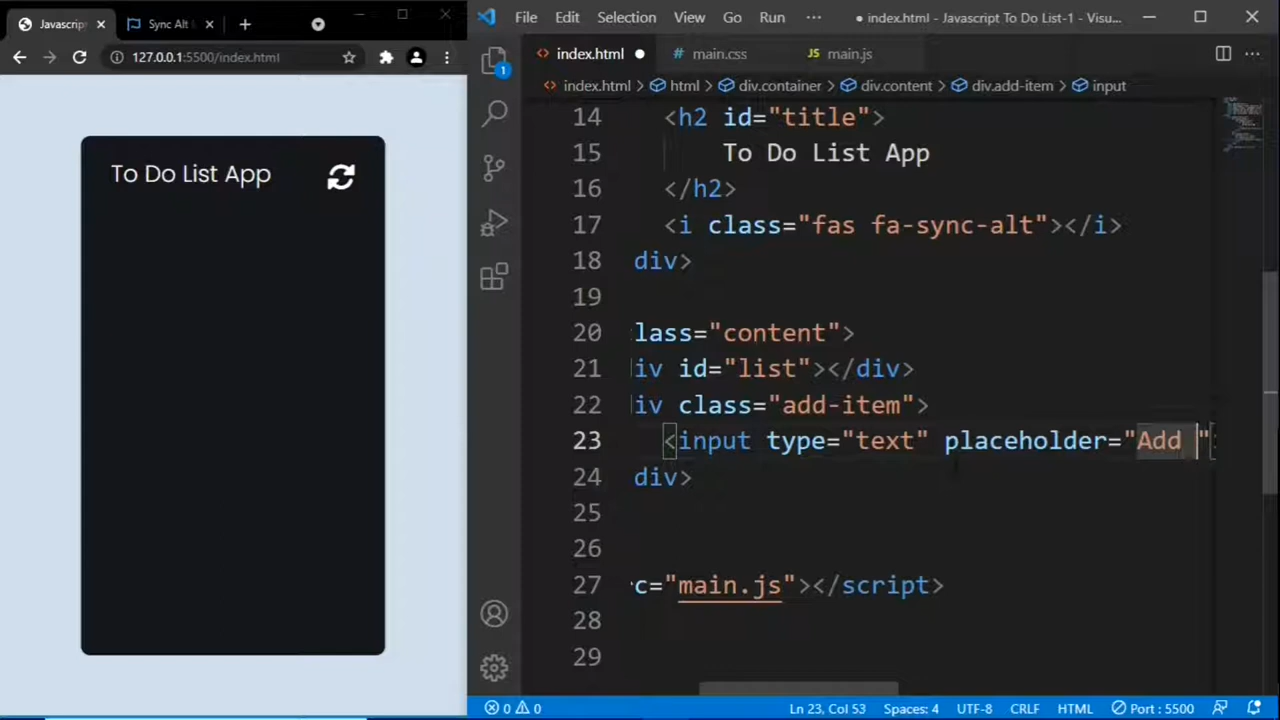 Javascrip
Sync Alt
127.0.0.1:5500/index.html
To Do List App
File Edit Selection View Go Run ··· ● index.html - Javascript To Do List-1 - Visu...
1
<> index.html ● # main.css JS main.js
<> index.html > html > div.container > div.content > div.add-item > input
14 <h2 id="title">
15 To Do List App
16 </h2>
17 <i class="fas fa-sync-alt"></i>
18 div>
19
20 lass="content">
21 iv id="list"></div>
22 iv class="add-item">
23 <input type="text" placeholder="Add "
24 div>
25
26
27 c="main.js"></script>
28
29
0 0 Ln 23, Col 53 Spaces: 4 UTF-8 CRLF HTML Port : 5500